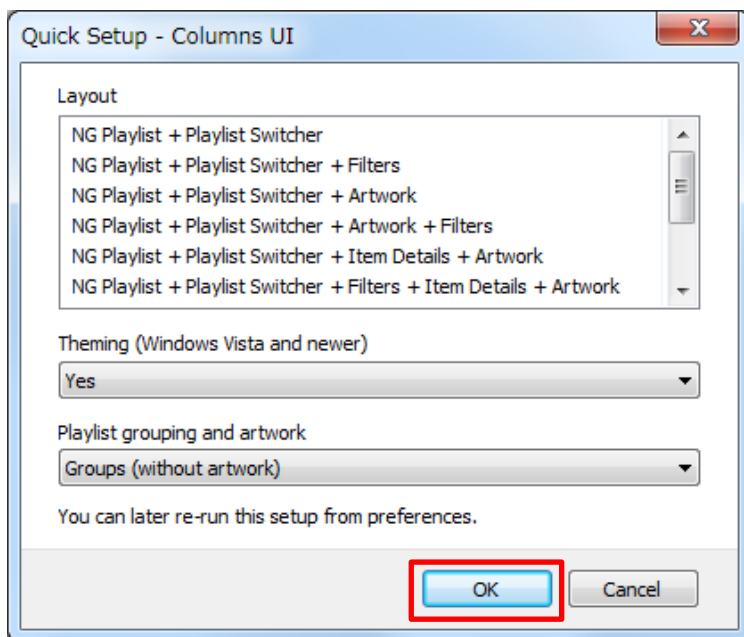 Quick Setup - Columns UI
Layout
NG Playlist + Playlist Switcher
NG Playlist + Playlist Switcher + Filters
NG Playlist + Playlist Switcher + Artwork
NG Playlist + Playlist Switcher + Artwork + Filters
NG Playlist + Playlist Switcher + Item Details + Artwork
NG Playlist + Playlist Switcher + Filters + Item Details + Artwork
Theming (Windows Vista and newer)
Yes
Playlist grouping and artwork
Groups (without artwork)
You can later re-run this setup from preferences.
OK Cancel